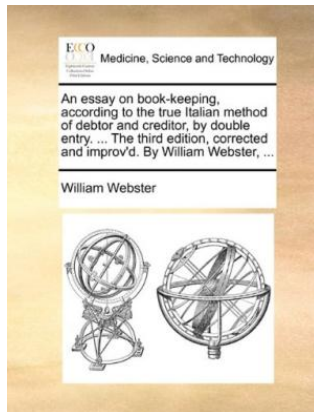 ECCO
Medicine, Science and Technology
An essay on book-keeping,
according to the true Italian method
of debtor and creditor, by double
entry. ... The third edition, corrected
and improv'd. By William Webster, ...
William Webster